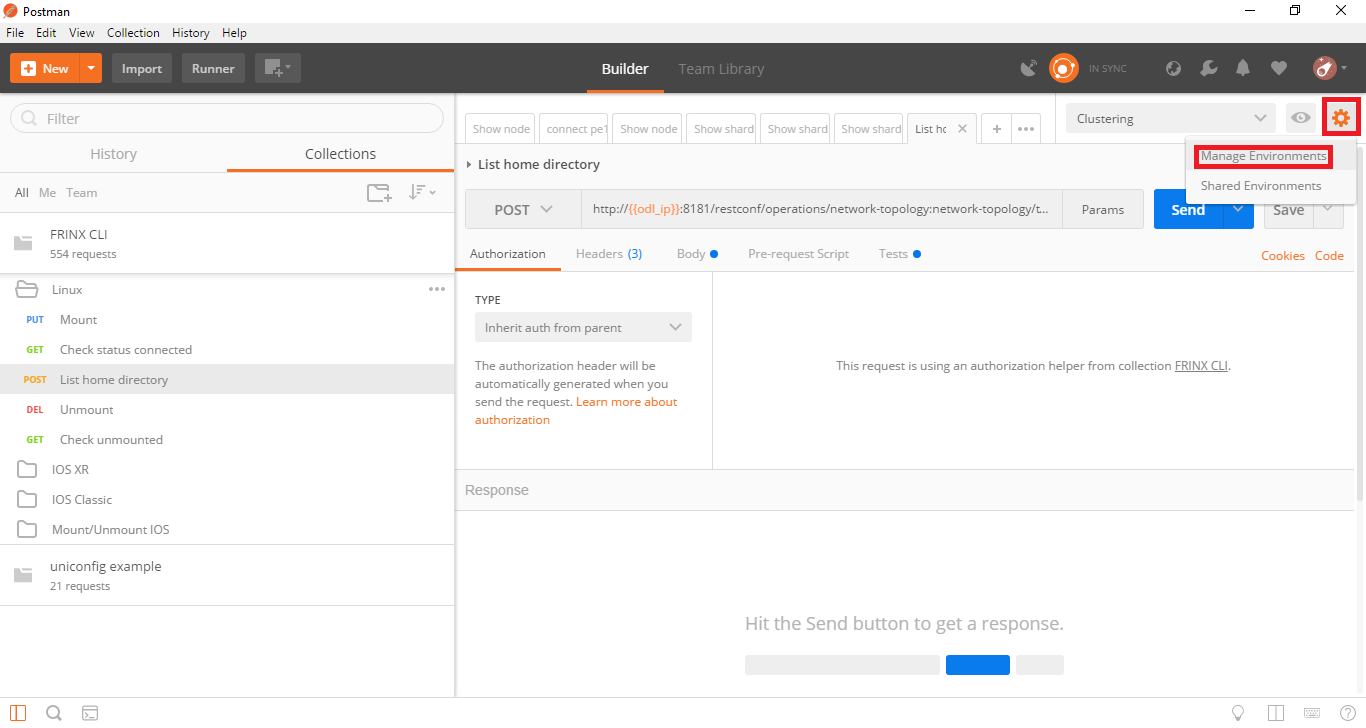 Postman
File Edit View Collection History Help
New Import Runner Builder Team Library IN SYNC
Filter
History Collections
All Me Team
FRINX CLI
554 requests
Linux
PUT Mount
GET Check status connected
POST List home directory
DEL Unmount
GET Check unmounted
IOS XR
IOS Classic
Mount/Unmount IOS
uniconfig example
21 requests
Show node connect pe1 Show node Show shard Show shard Show shard List hc
Clustering
Manage Environments
Shared Environments
List home directory
POST http://{{odl_ip}}:8181/restconf/operations/network-topology:network-topology/t... Params Send Save
Authorization Headers (3) Body Pre-request Script Tests Cookies Code
TYPE
Inherit auth from parent
The authorization header will be
automatically generated when you
send the request. Learn more about
authorization
This request is using an authorization helper from collection FRINX CLI.
Response
Hit the Send button to get a response.